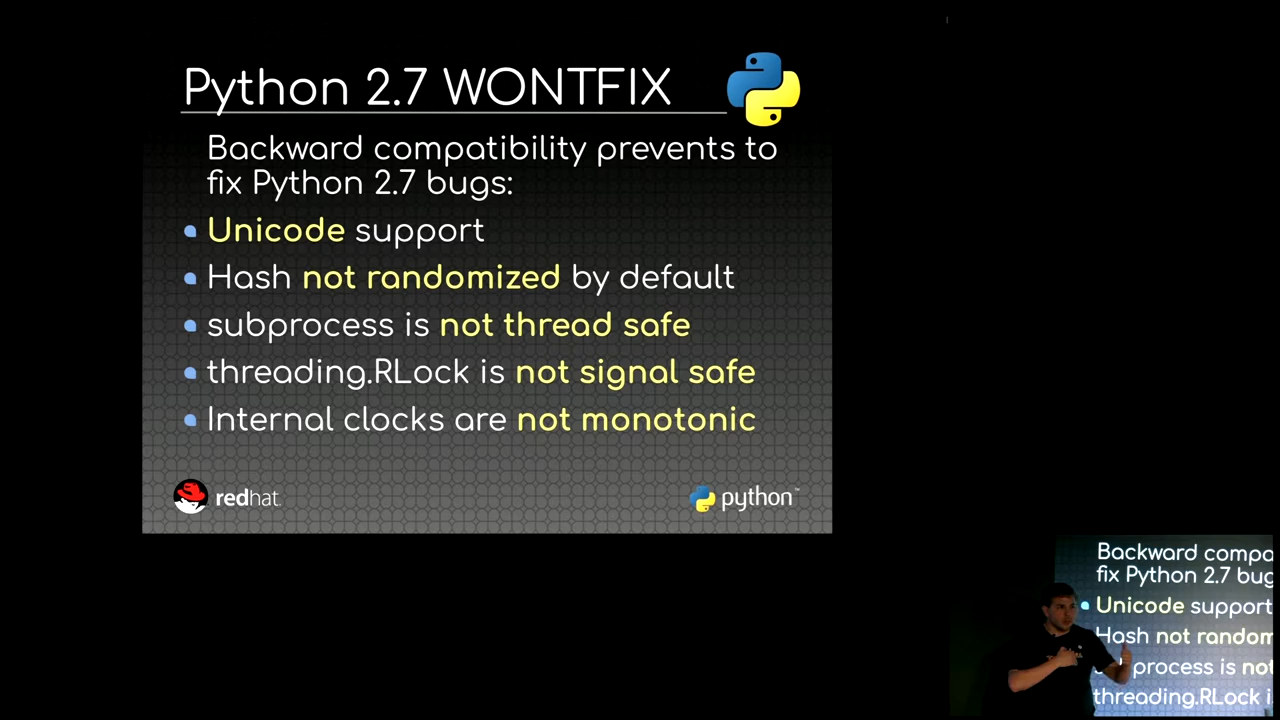 Python 2.7 WONTFIX
Backward compatibility prevents to
fix Python 2.7 bugs:
Unicode support
Hash not randomized by default
subprocess is not thread safe
threading.RLock is not signal safe
Internal clocks are not monotonic
redhat.
python™
Backward compa
fix Python 2.7 bug
Unicode support
Hash not random
process is not
threading.RLock i